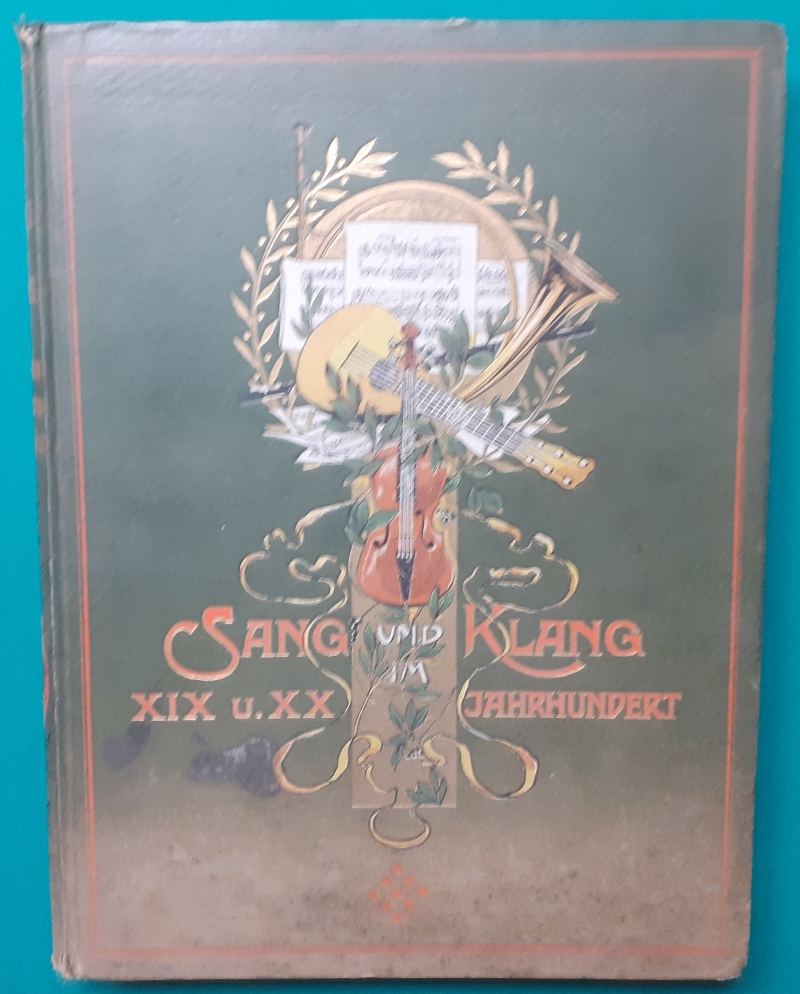 SANG UND KLANG
IM
XIX U. XX JAHRHUNDERT